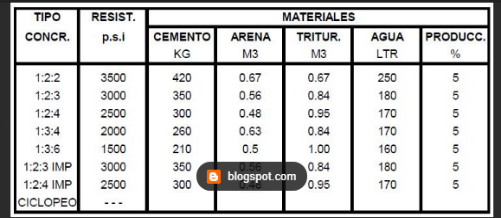 TIPO RESIST. MATERIALES
CONCR. p.s.i CEMENTO ARENA TRITUR. AGUA PRODUCC.
KG M3 M3 LTR %
1:2:2 3500 420 0.67 0.67 250 5
1:2:3 3000 350 0.56 0.84 180 5
1:2:4 2500 300 0.48 0.95 170 5
1:3:4 2000 260 0.63 0.84 170 5
1:3:6 1500 210 0.5 1.00 160 5
1:2:3 IMP 3000 350 0.56 0.84 180 5
blogspot.com
1:2:4 IMP 2500 300 0.48 0.95 170 5
CICLOPEO - - -